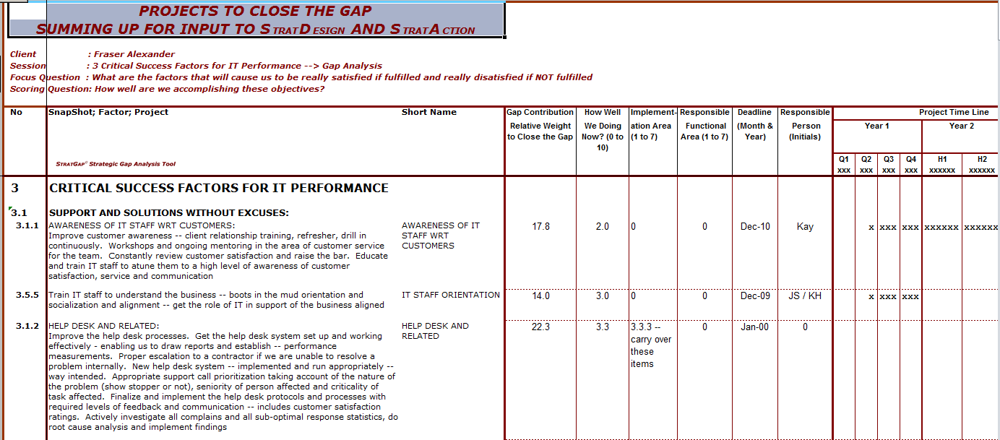 PROJECTS TO CLOSE THE GAP
SUMMING UP FOR INPUT TO STRATDESIGN AND STRATACTION
Client : Fraser Alexander
Session : 3 Critical Success Factors for IT Performance --> Gap Analysis
Focus Question : What are the factors that will cause us to be really satisfied if fulfilled and really disatisfied if NOT fulfilled
Scoring Question: How well are we accomplishing these objectives?
No SnapShot; Factor; Project Short Name Gap Contribution How Well Implement- Responsible Deadline Responsible Project Time Line
Relative Weight We Doing ation Area Functional (Month & Person Year 1 Year 2
to Close the Gap Now? (0 to (1 to 7) Area (1 to 7) Year) (Initials)
10)
STRATGAP® Strategic Gap Analysis Tool Q1 Q2 Q3 Q4 H1 H2
xxx xxx xxx xxx xxxxxx xxxxxx
3 CRITICAL SUCCESS FACTORS FOR IT PERFORMANCE
3.1 SUPPORT AND SOLUTIONS WITHOUT EXCUSES:
3.1.1 AWARENESS OF IT STAFF WRT CUSTOMERS: AWARENESS OF IT 17.8 2.0 0 0 Dec-10 Kay x xxx xxx xxxxxx xxxxxx
Improve customer awareness -- client relationship training, refresher, drill in STAFF WRT
continuously. Workshops and ongoing mentoring in the area of customer service CUSTOMERS
for the team. Constantly review customer satisfaction and raise the bar. Educate
and train IT staff to atune them to a high level of awareness of customer
satisfaction, service and communication
3.5.5 Train IT staff to understand the business -- boots in the mud orientation and IT STAFF ORIENTATION 14.0 3.0 0 0 Dec-09 JS / KH x xxx xxx
socialization and alignment -- get the role of IT in support of the business aligned
3.1.2 HELP DESK AND RELATED: HELP DESK AND 22.3 3.3 3.3.3 -- 0 Jan-00 0
Improve the help desk processes. Get the help desk system set up and working RELATED carry over
effectively - enabling us to draw reports and establish -- performance these
measurements. Proper escalation to a contractor if we are unable to resolve a items
problem internally. New help desk system -- implemented and run appropriately --
way intended. Appropriate support call prioritization taking account of the nature of
the problem (show stopper or not), seniority of person affected and criticality of
task affected. Finalize and implement the help desk protocols and processes with
required levels of feedback and communication -- includes customer satisfaction
ratings. Actively investigate all complains and all sub-optimal response statistics, do
root cause analysis and implement findings